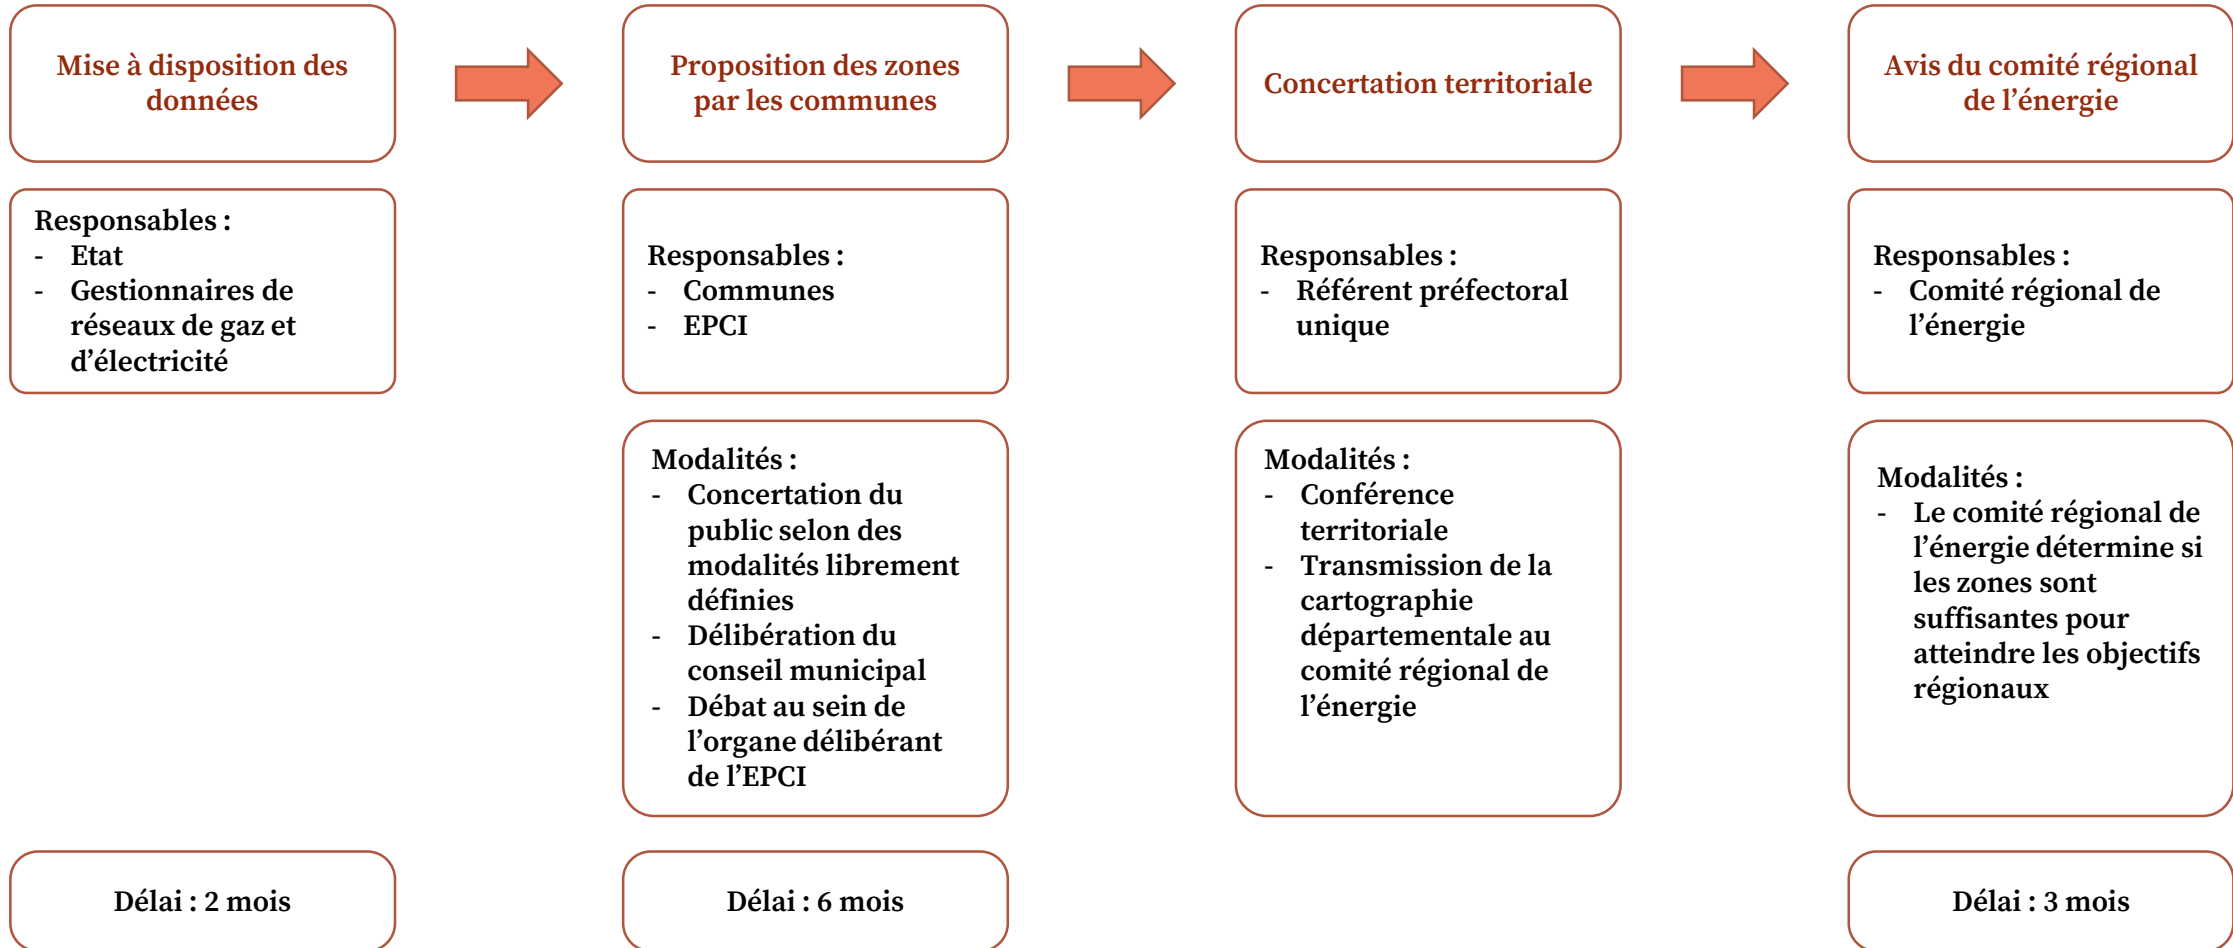 Mise à disposition des
données
Proposition des zones
par les communes
Concertation territoriale
Avis du comité régional
de l’énergie
Responsables :
- Etat
- Gestionnaires de
réseaux de gaz et
d’électricité
Responsables :
- Communes
- EPCI
Responsables :
- Référent préfectoral
unique
Responsables :
- Comité régional de
l’énergie
Modalités :
- Concertation du
public selon des
modalités librement
définies
- Délibération du
conseil municipal
- Débat au sein de
l’organe délibérant
de l’EPCI
Modalités :
- Conférence
territoriale
- Transmission de la
cartographie
départementale au
comité régional de
l’énergie
Modalités :
- Le comité régional de
l’énergie détermine si
les zones sont
suffisantes pour
atteindre les objectifs
régionaux
Délai : 2 mois
Délai : 6 mois
Délai : 3 mois